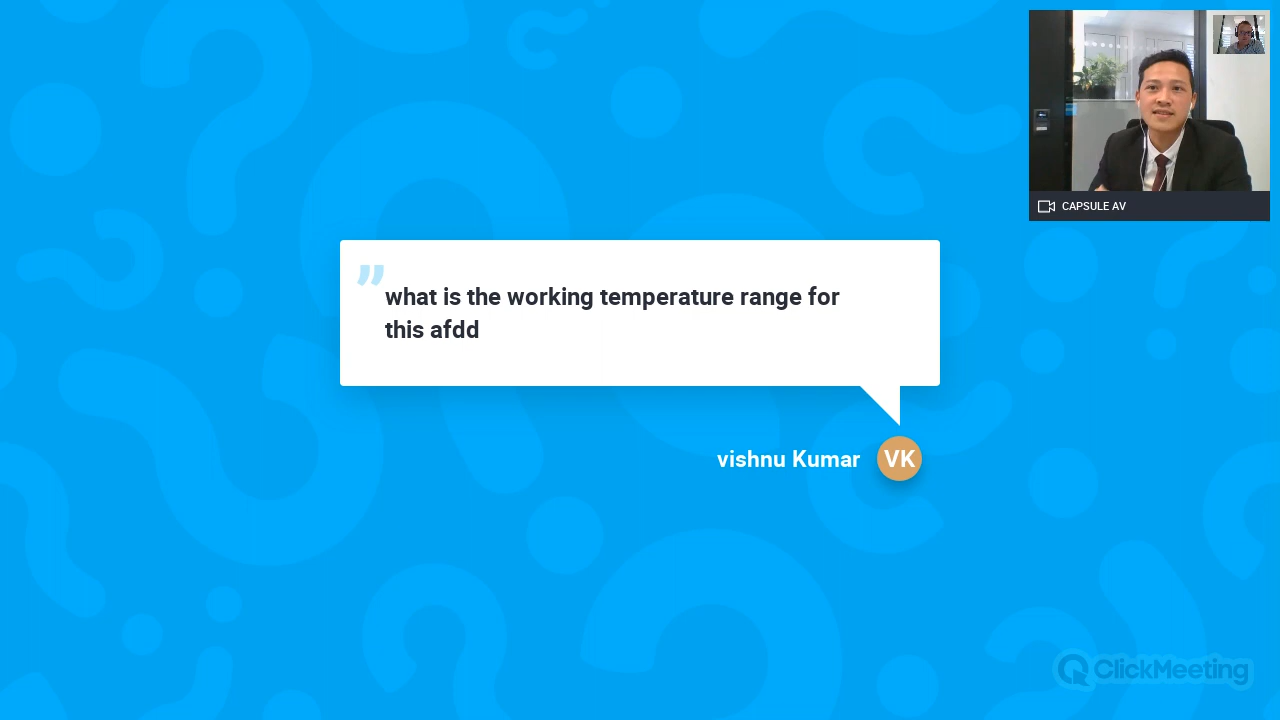 CAPSULE AV
”
what is the working temperature range for
this afdd
vishnu Kumar
VK
ClickMeeting